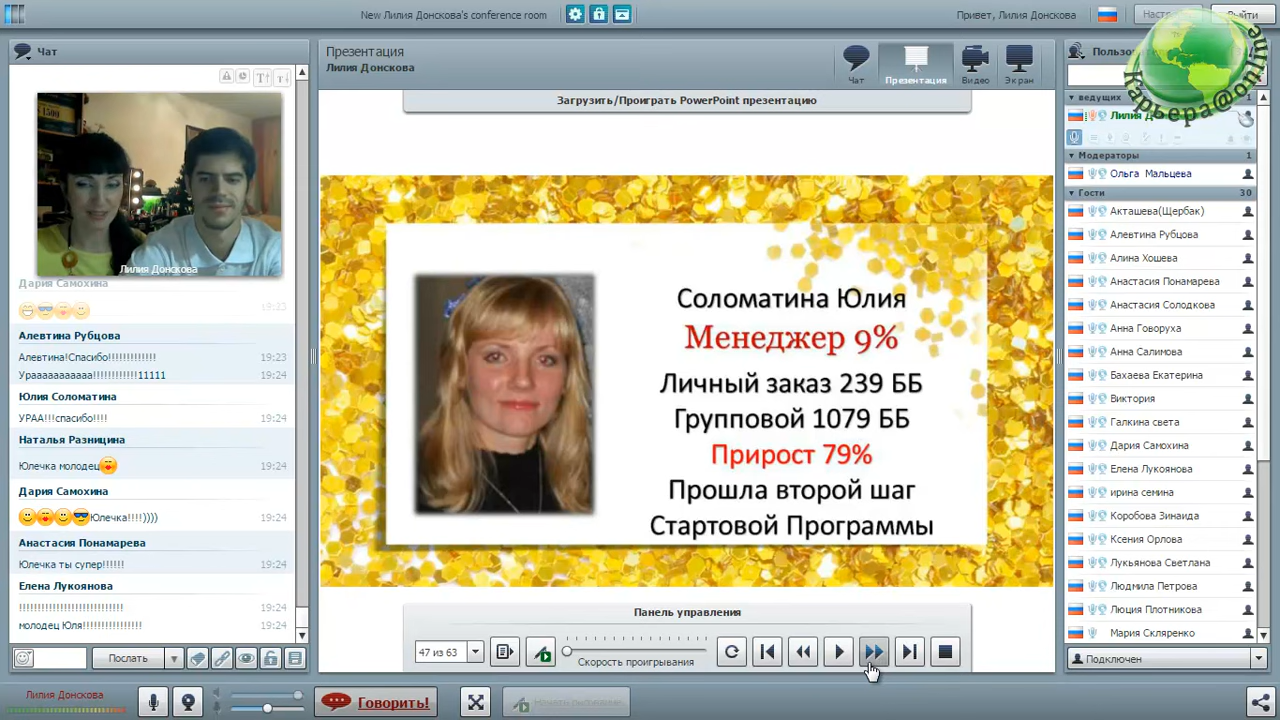 New Лилия Донскова's conference room
Привет, Лилия Донскова
Выйти
Карьера@online
Чат
Дария Самохина
19:23
Алевтина Рубцова
Алевтина!Спасибо!!!!!!!!!!!!! 19:23
Урааааааааааа!!!!!!!!!!!!11111 19:24
Юлия Соломатина
УРАА!!!спасибо!!!! 19:24
Наталья Разницина
Юлечка молодец 19:24
Дария Самохина
Юлечка!!!!)))) 19:24
Анастасия Понамарева
Юлечка ты супер!!!!!! 19:24
Елена Лукоянова
!!!!!!!!!!!!!!!!!!!!!!!!!!!! 19:24
молодец Юля!!!!!!!!!!!!!!!! 19:24
Лилия Донскова
Послать
Презентация
Лилия Донскова
Чат
Презентация
Видео
Экран
Загрузить/Проиграть PowerPoint презентацию
Соломатина Юлия
Менеджер 9%
Личный заказ 239 ББ
Групповой 1079 ББ
Прирост 79%
Прошла второй шаг
Стартовой Программы
Панель управления
47 из 63
Скорость проигрывания
ведущих 1
Модераторы 1
Ольга Мальцева
Гости 30
Акташева(Щербак)
Алевтина Рубцова
Алина Хошева
Анастасия Понамарева
Анастасия Солодкова
Анна Говоруха
Анна Салимова
Бахаева Екатерина
Виктория
Галкина света
Дария Самохина
Елена Лукоянова
ирина семина
Коробова Зинаида
Ксения Орлова
Лукьянова Светлана
Людмила Петрова
Люция Плотникова
Мария Скляренко
Подключен
Лилия Донскова
Говорить!